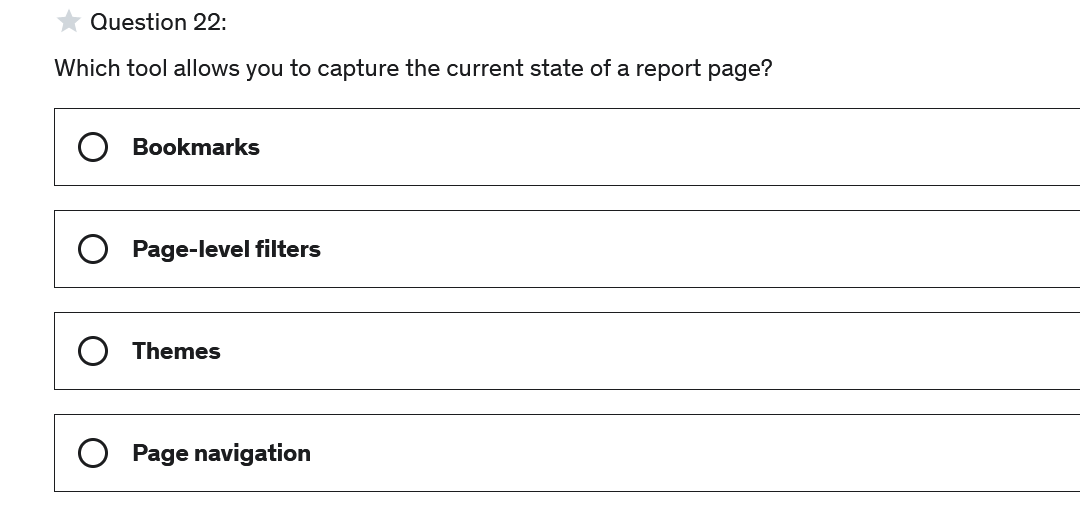 Question 22:
Which tool allows you to capture the current state of a report page?
Bookmarks
Page-level filters
Themes
Page navigation